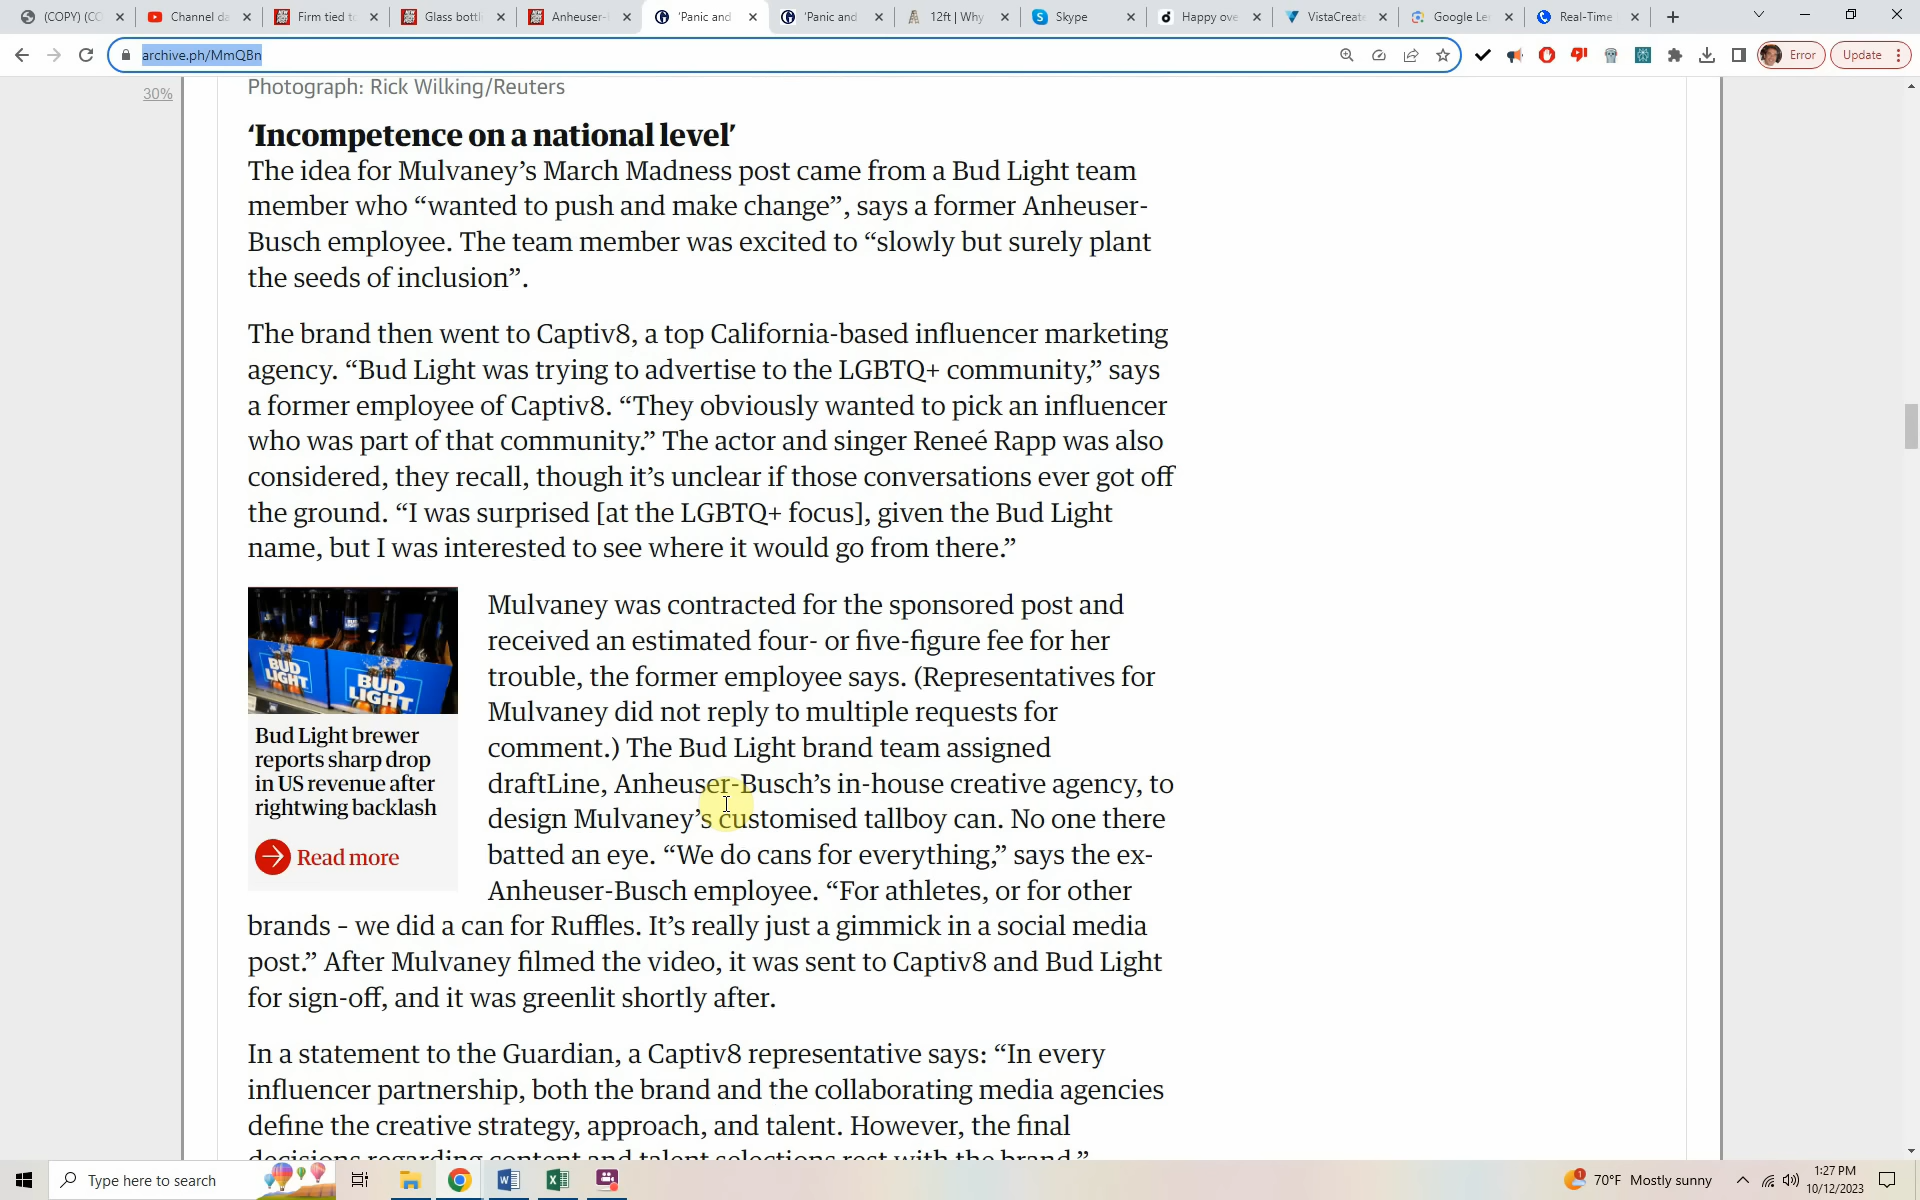 (COPY) (CC
Channel da
Firm tied to
Glass bottl
Anheuser-
'Panic and
'Panic and
12ft | Why
Skype
Happy ove
VistaCreate
Google Len
Real-Time
archive.ph/MmQBn
Error
Update
30%
Photograph: Rick Wilking/Reuters
‘Incompetence on a national level’
The idea for Mulvaney’s March Madness post came from a Bud Light team
member who “wanted to push and make change”, says a former Anheuser-
Busch employee. The team member was excited to “slowly but surely plant
the seeds of inclusion”.
The brand then went to Captiv8, a top California-based influencer marketing
agency. “Bud Light was trying to advertise to the LGBTQ+ community,” says
a former employee of Captiv8. “They obviously wanted to pick an influencer
who was part of that community.” The actor and singer Reneé Rapp was also
considered, they recall, though it’s unclear if those conversations ever got off
the ground. “I was surprised [at the LGBTQ+ focus], given the Bud Light
name, but I was interested to see where it would go from there.”
BUD LIGHT
BUD LIGHT
Bud Light brewer
reports sharp drop
in US revenue after
rightwing backlash
Read more
Mulvaney was contracted for the sponsored post and
received an estimated four- or five-figure fee for her
trouble, the former employee says. (Representatives for
Mulvaney did not reply to multiple requests for
comment.) The Bud Light brand team assigned
draftLine, Anheuser-Busch’s in-house creative agency, to
design Mulvaney’s customised tallboy can. No one there
batted an eye. “We do cans for everything,” says the ex-
Anheuser-Busch employee. “For athletes, or for other
brands – we did a can for Ruffles. It’s really just a gimmick in a social media
post.” After Mulvaney filmed the video, it was sent to Captiv8 and Bud Light
for sign-off, and it was greenlit shortly after.
In a statement to the Guardian, a Captiv8 representative says: “In every
influencer partnership, both the brand and the collaborating media agencies
define the creative strategy, approach, and talent. However, the final
decisions regarding content and talent selections rest with the brand.”
Type here to search
70°F Mostly sunny
1:27 PM
10/12/2023